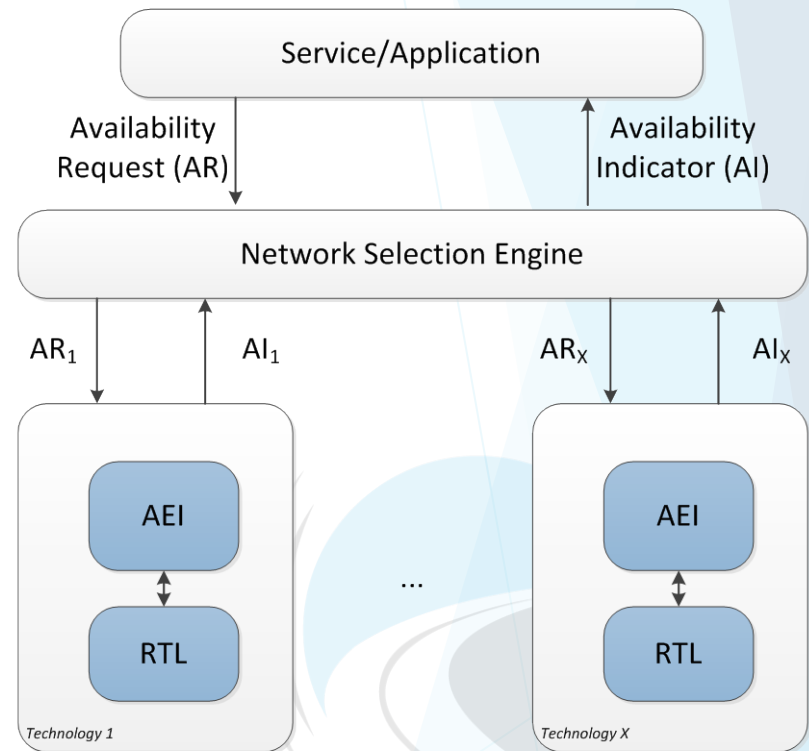 Service/Application
Availability
Request (AR)
Availability
Indicator (AI)
Network Selection Engine
AR₁
AI₁
ARₓ
AIₓ
AEI
AEI
...
RTL
RTL
Technology 1
Technology X